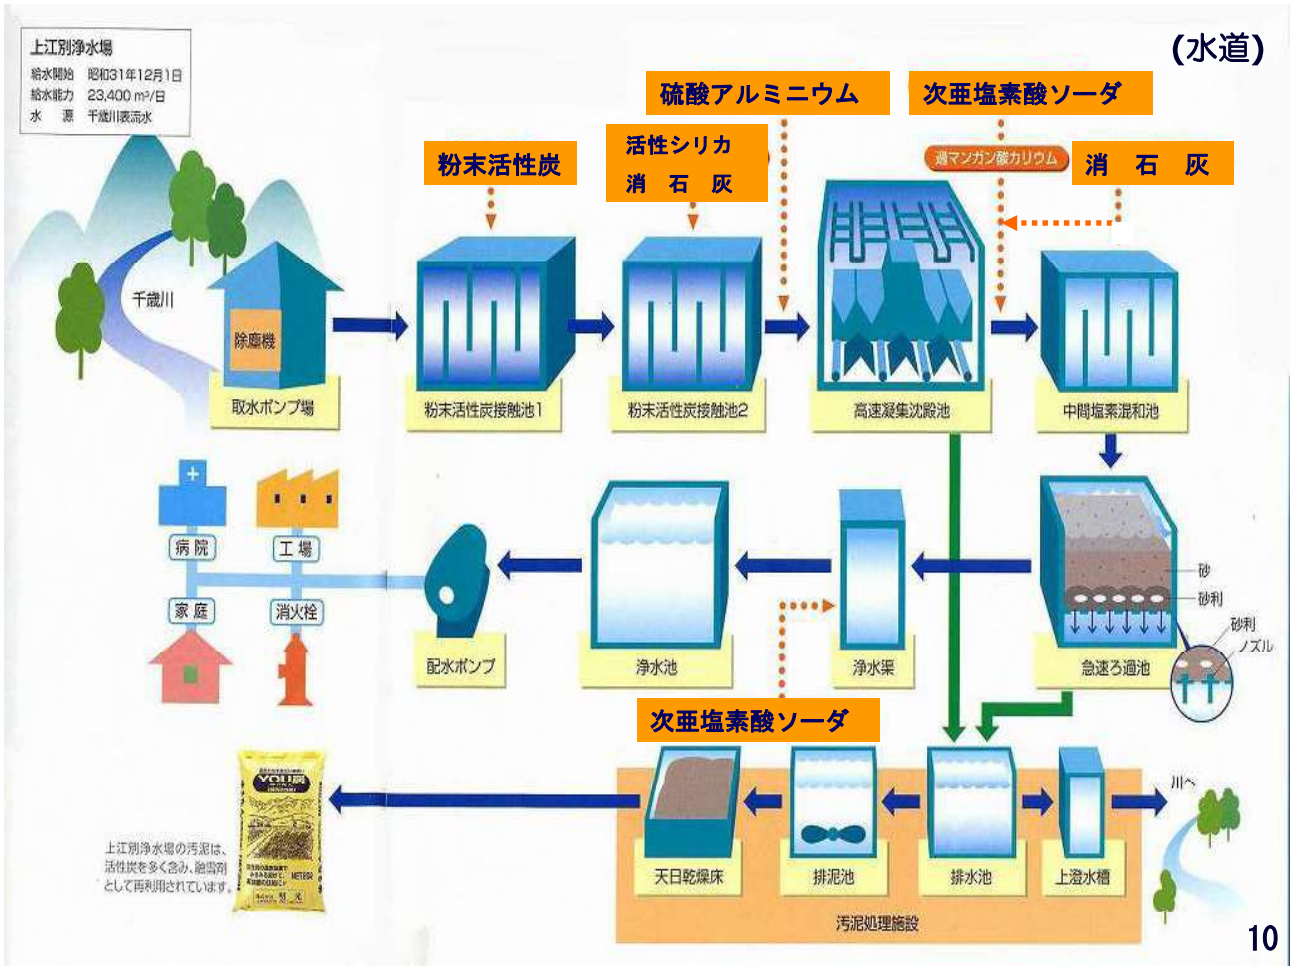 (水道)
上江別浄水場
給水開始 昭和31年12月1日
給水能力 23,400 m³/日
水 源 千歳川表流水
硫酸アルミニウム
次亜塩素酸ソーダ
粉末活性炭
活性シリカ
消 石 灰
過マンガン酸カリウム
消 石 灰
千歳川
除塵機
取水ポンプ場
粉末活性炭接触池1
粉末活性炭接触池2
高速凝集沈殿池
中間塩素混和池
病院
工場
家庭
消火栓
配水ポンプ
浄水池
浄水渠
急速ろ過池
砂
砂利
砂利
ノズル
次亜塩素酸ソーダ
YOU炭
上江別浄水場の汚泥は、
活性炭を多く含み、融雪剤
として再利用されています。
天日乾燥床
排泥池
排水池
上澄水槽
川へ
汚泥処理施設
10